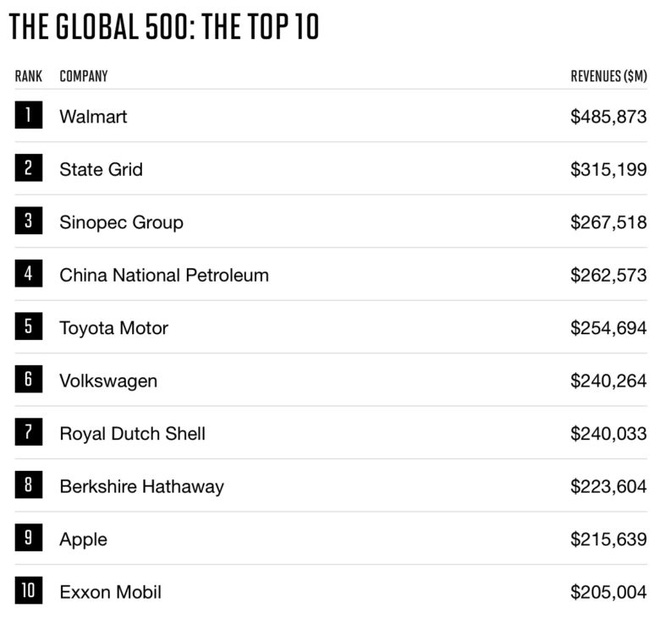 THE GLOBAL 500: THE TOP 10
RANK COMPANY REVENUES ($M)
1 Walmart $485,873
2 State Grid $315,199
3 Sinopec Group $267,518
4 China National Petroleum $262,573
5 Toyota Motor $254,694
6 Volkswagen $240,264
7 Royal Dutch Shell $240,033
8 Berkshire Hathaway $223,604
9 Apple $215,639
10 Exxon Mobil $205,004